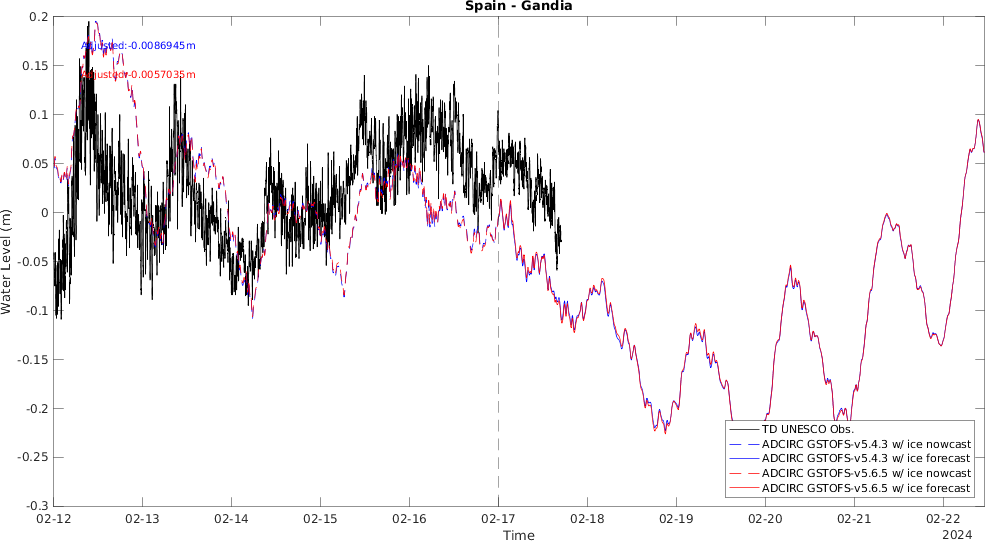 Spain - Gandia
Adjusted:-0.0086945m
Adjusted:-0.0057035m
Water Level (m)
0.2
0.15
0.1
0.05
0
-0.05
-0.1
-0.15
-0.2
-0.25
-0.3
TD UNESCO Obs.
ADCIRC GSTOFS-v5.4.3 w/ ice nowcast
ADCIRC GSTOFS-v5.4.3 w/ ice forecast
ADCIRC GSTOFS-v5.6.5 w/ ice nowcast
ADCIRC GSTOFS-v5.6.5 w/ ice forecast
02-12 02-13 02-14 02-15 02-16 02-17 02-18 02-19 02-20 02-21 02-22
Time
2024